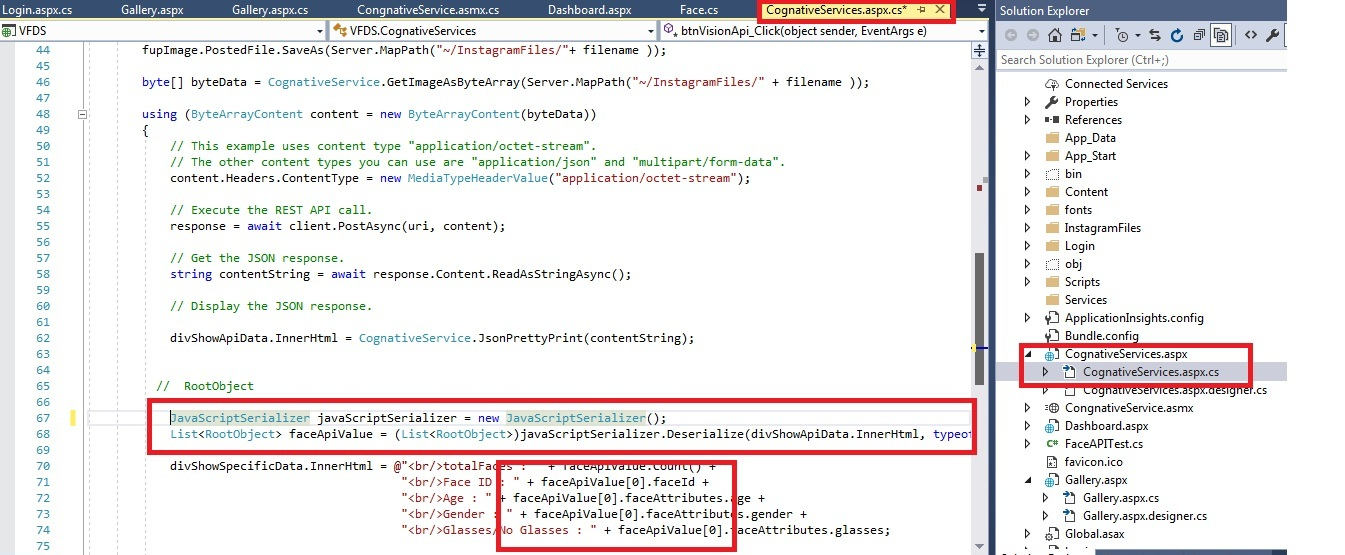 Login.aspx.cs Gallery.aspx Gallery.aspx.cs CongnativeService.asmx.cs Dashboard.aspx Face.cs CognativeServices.aspx.cs*
VFDS VFDS.CognativeServices btnVisionApi_Click(object sender, EventArgs e)
44 fupImage.PostedFile.SaveAs(Server.MapPath("~/InstagramFiles/"+ filename ));
45
46 byte[] byteData = CognativeService.GetImageAsByteArray(Server.MapPath("~/InstagramFiles/" + filename ));
47
48 using (ByteArrayContent content = new ByteArrayContent(byteData))
49 {
50 // This example uses content type "application/octet-stream".
51 // The other content types you can use are "application/json" and "multipart/form-data".
52 content.Headers.ContentType = new MediaTypeHeaderValue("application/octet-stream");
53
54 // Execute the REST API call.
55 response = await client.PostAsync(uri, content);
56
57 // Get the JSON response.
58 string contentString = await response.Content.ReadAsStringAsync();
59
60 // Display the JSON response.
61
62 divShowApiData.InnerHtml = CognativeService.JsonPrettyPrint(contentString);
63
64
65 // RootObject
66
67 JavaScriptSerializer javaScriptSerializer = new JavaScriptSerializer();
68 List<RootObject> faceApiValue = (List<RootObject>)javaScriptSerializer.Deserialize(divShowApiData.InnerHtml, typeof
69
70 divShowSpecificData.InnerHtml = @"<br/>totalFaces : " + faceApiValue.Count() +
71 "<br/>Face ID : " + faceApiValue[0].faceId +
72 "<br/>Age : " + faceApiValue[0].faceAttributes.age +
73 "<br/>Gender : " + faceApiValue[0].faceAttributes.gender +
74 "<br/>Glasses/No Glasses : " + faceApiValue[0].faceAttributes.glasses;
75
Solution Explorer
Search Solution Explorer (Ctrl+;)
Connected Services
Properties
References
App_Data
App_Start
bin
Content
fonts
InstagramFiles
Login
obj
Scripts
Services
ApplicationInsights.config
Bundle.config
CognativeServices.aspx
CognativeServices.aspx.cs
CognativeServices.aspx.designer.cs
CongnativeService.asmx
Dashboard.aspx
FaceAPITest.cs
favicon.ico
Gallery.aspx
Gallery.aspx.cs
Gallery.aspx.designer.cs
Global.asax